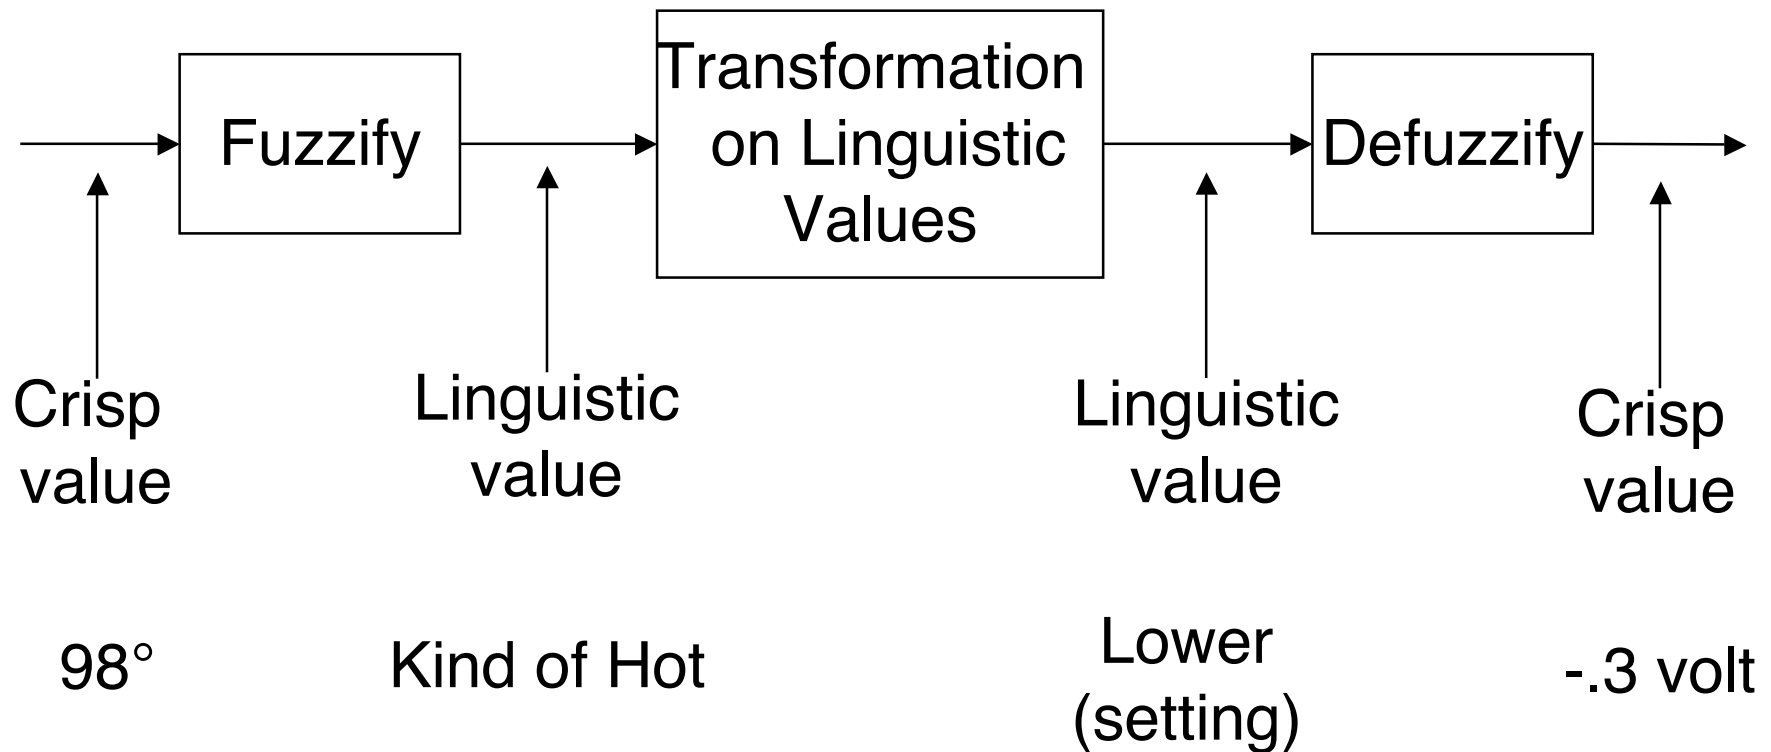 Fuzzify
Transformation
on Linguistic
Values
Defuzzify
Crisp
value
Linguistic
value
Linguistic
value
Crisp
value
98°
Kind of Hot
Lower
(setting)
-.3 volt